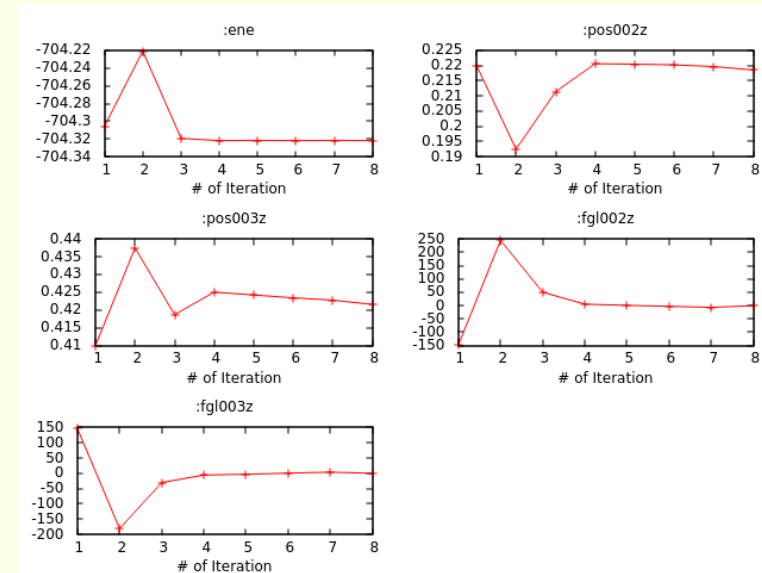 :ene
-704.22
-704.24
-704.26
-704.28
-704.3
-704.32
-704.34
1 2 3 4 5 6 7 8
# of Iteration
:pos002z
0.225
0.22
0.215
0.21
0.205
0.2
0.195
0.19
1 2 3 4 5 6 7 8
# of Iteration
:pos003z
0.44
0.435
0.43
0.425
0.42
0.415
0.41
1 2 3 4 5 6 7 8
# of Iteration
:fgl002z
250
200
150
100
50
0
-50
-100
-150
1 2 3 4 5 6 7 8
# of Iteration
:fgl003z
150
100
50
0
-50
-100
-150
-200
1 2 3 4 5 6 7 8
# of Iteration